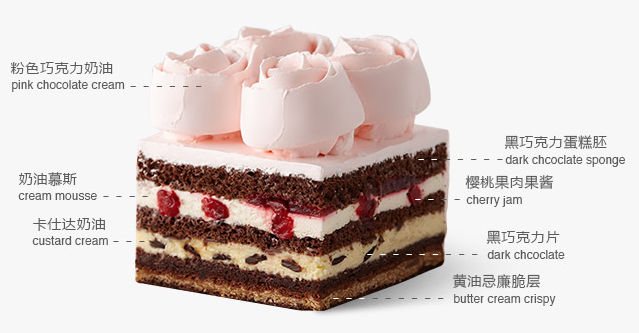 粉色巧克力奶油
pink chocolate cream
黑巧克力蛋糕胚
dark chcoclate sponge
奶油慕斯
cream mousse
樱桃果肉果酱
cherry jam
卡仕达奶油
custard cream
黑巧克力片
dark chcoclate
黄油忌廉脆层
butter cream crispy